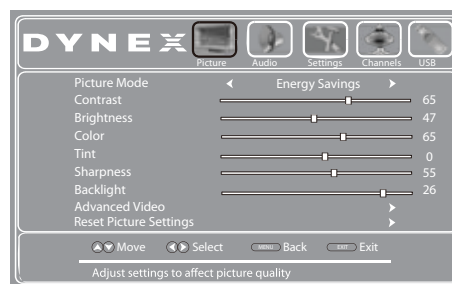 DYNEX
Picture Audio Settings Channels USB
Picture Mode Energy Savings
Contrast 65
Brightness 47
Color 65
Tint 0
Sharpness 55
Backlight 26
Advanced Video
Reset Picture Settings
Move Select MENU Back EXIT Exit
Adjust settings to affect picture quality